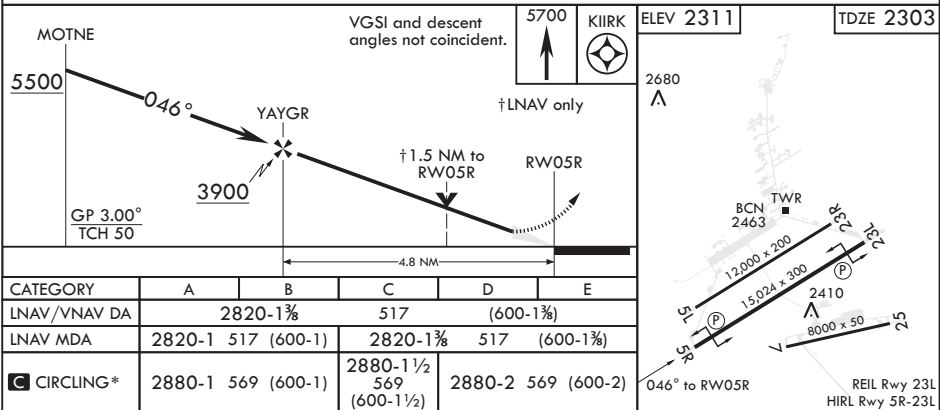 MOTNE
5500
046°
YAYGR
3900
GP 3.00°
TCH 50
VGSI and descent
angles not coincident.
5700
KIIRK
†LNAV only
†1.5 NM to
RW05R
RW05R
4.8 NM
CATEGORY A B C D E
LNAV/VNAV DA 2820-1⅜ 517 (600-1⅜)
LNAV MDA 2820-1 517 (600-1) 2820-1⅜ 517 (600-1⅜)
C CIRCLING* 2880-1 569 (600-1) 2880-1½ 569 (600-1½) 2880-2 569 (600-2)
ELEV 2311
TDZE 2303
2680
TWR
BCN
2463
23R
23L
12,000 x 200
15,024 x 300
P
2410
5L
P
8000 x 50
25
7
5R
046° to RW05R
REIL Rwy 23L
HIRL Rwy 5R-23L